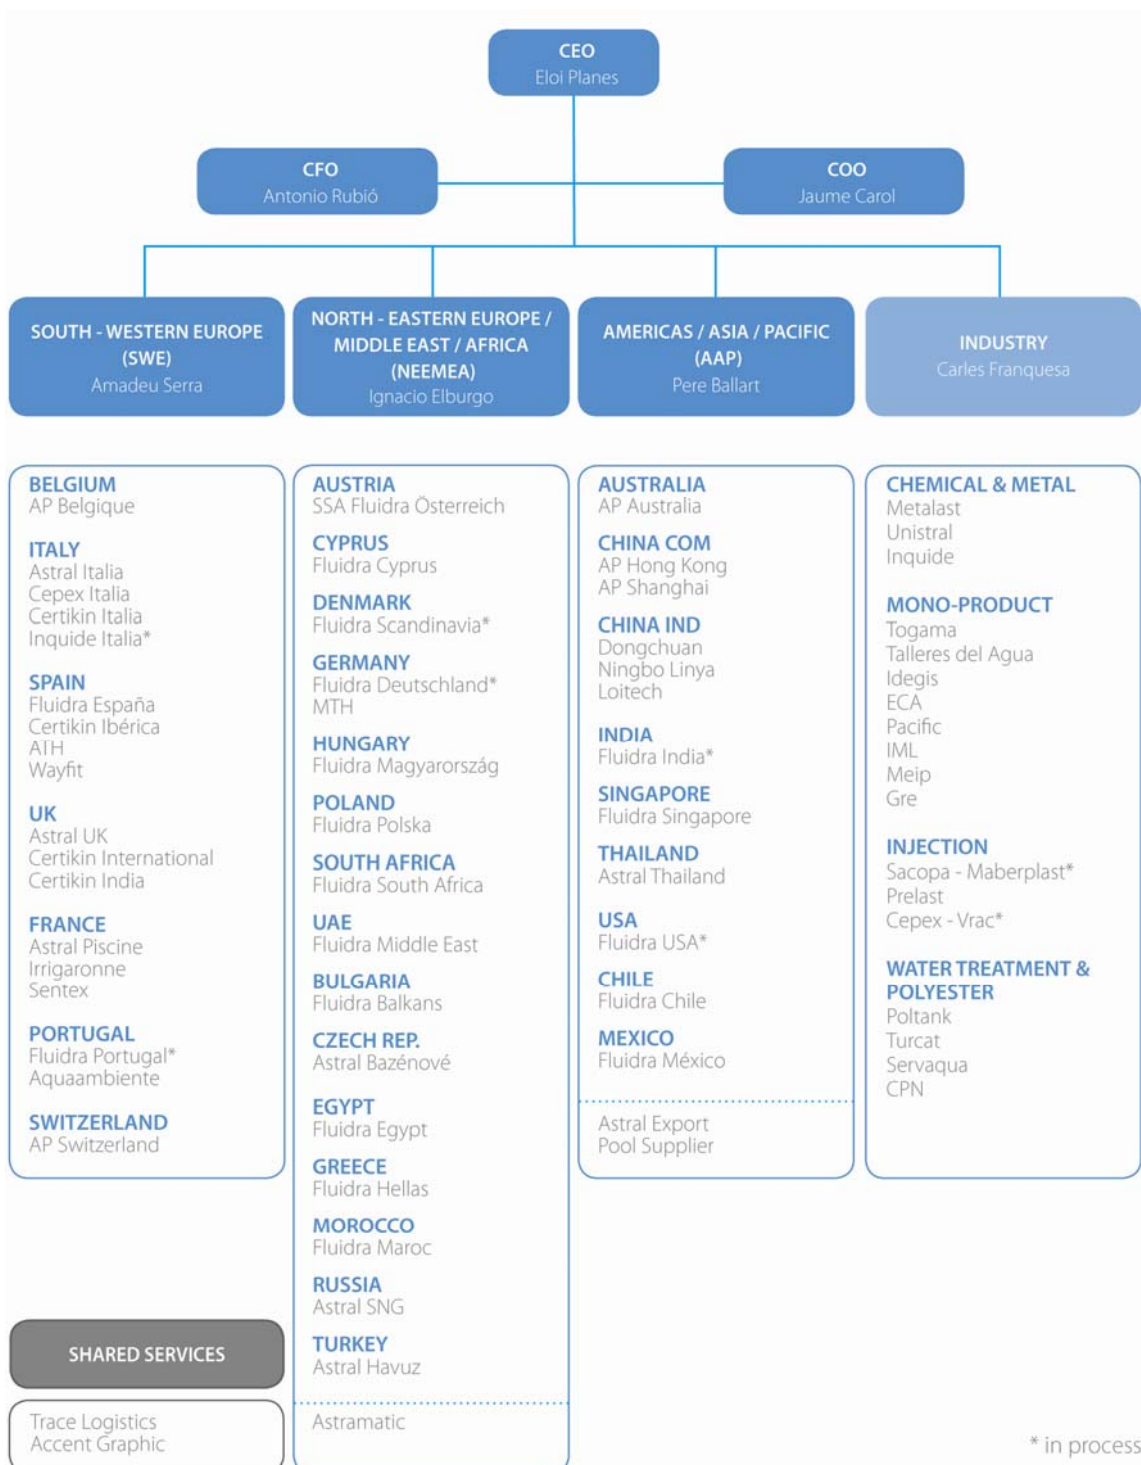 CEO
Eloi Planes
CFO
Antonio Rubió
COO
Jaume Carol
SOUTH - WESTERN EUROPE
(SWE)
Amadeu Serra
NORTH - EASTERN EUROPE /
MIDDLE EAST / AFRICA
(NEEMEA)
Ignacio Elburgo
AMERICAS / ASIA / PACIFIC
(AAP)
Pere Ballart
INDUSTRY
Carles Franquesa
BELGIUM
AP Belgique
ITALY
Astral Italia
Cepex Italia
Certikin Italia
Inquide Italia*
SPAIN
Fluidra España
Certikin Ibérica
ATH
Wayfit
UK
Astral UK
Certikin International
Certikin India
FRANCE
Astral Piscine
Irrigaronne
Sentex
PORTUGAL
Fluidra Portugal*
Aquaambiente
SWITZERLAND
AP Switzerland
AUSTRIA
SSA Fluidra Österreich
CYPRUS
Fluidra Cyprus
DENMARK
Fluidra Scandinavia*
GERMANY
Fluidra Deutschland*
MTH
HUNGARY
Fluidra Magyarország
POLAND
Fluidra Polska
SOUTH AFRICA
Fluidra South Africa
UAE
Fluidra Middle East
BULGARIA
Fluidra Balkans
CZECH REP.
Astral Bazénové
EGYPT
Fluidra Egypt
GREECE
Fluidra Hellas
MOROCCO
Fluidra Maroc
RUSSIA
Astral SNG
TURKEY
Astral Havuz
Astramatic
AUSTRALIA
AP Australia
CHINA COM
AP Hong Kong
AP Shanghai
CHINA IND
Dongchuan
Ningbo Linya
Loitech
INDIA
Fluidra India*
SINGAPORE
Fluidra Singapore
THAILAND
Astral Thailand
USA
Fluidra USA*
CHILE
Fluidra Chile
MEXICO
Fluidra México
Astral Export
Pool Supplier
CHEMICAL & METAL
Metalast
Unistral
Inquide
MONO-PRODUCT
Togama
Talleres del Agua
Idegis
ECA
Pacific
IML
Meip
Gre
INJECTION
Sacopa - Maberplast*
Prelast
Cepex - Vrac*
WATER TREATMENT &
POLYESTER
Poltank
Turcat
Servaqua
CPN
SHARED SERVICES
Trace Logistics
Accent Graphic
* in process